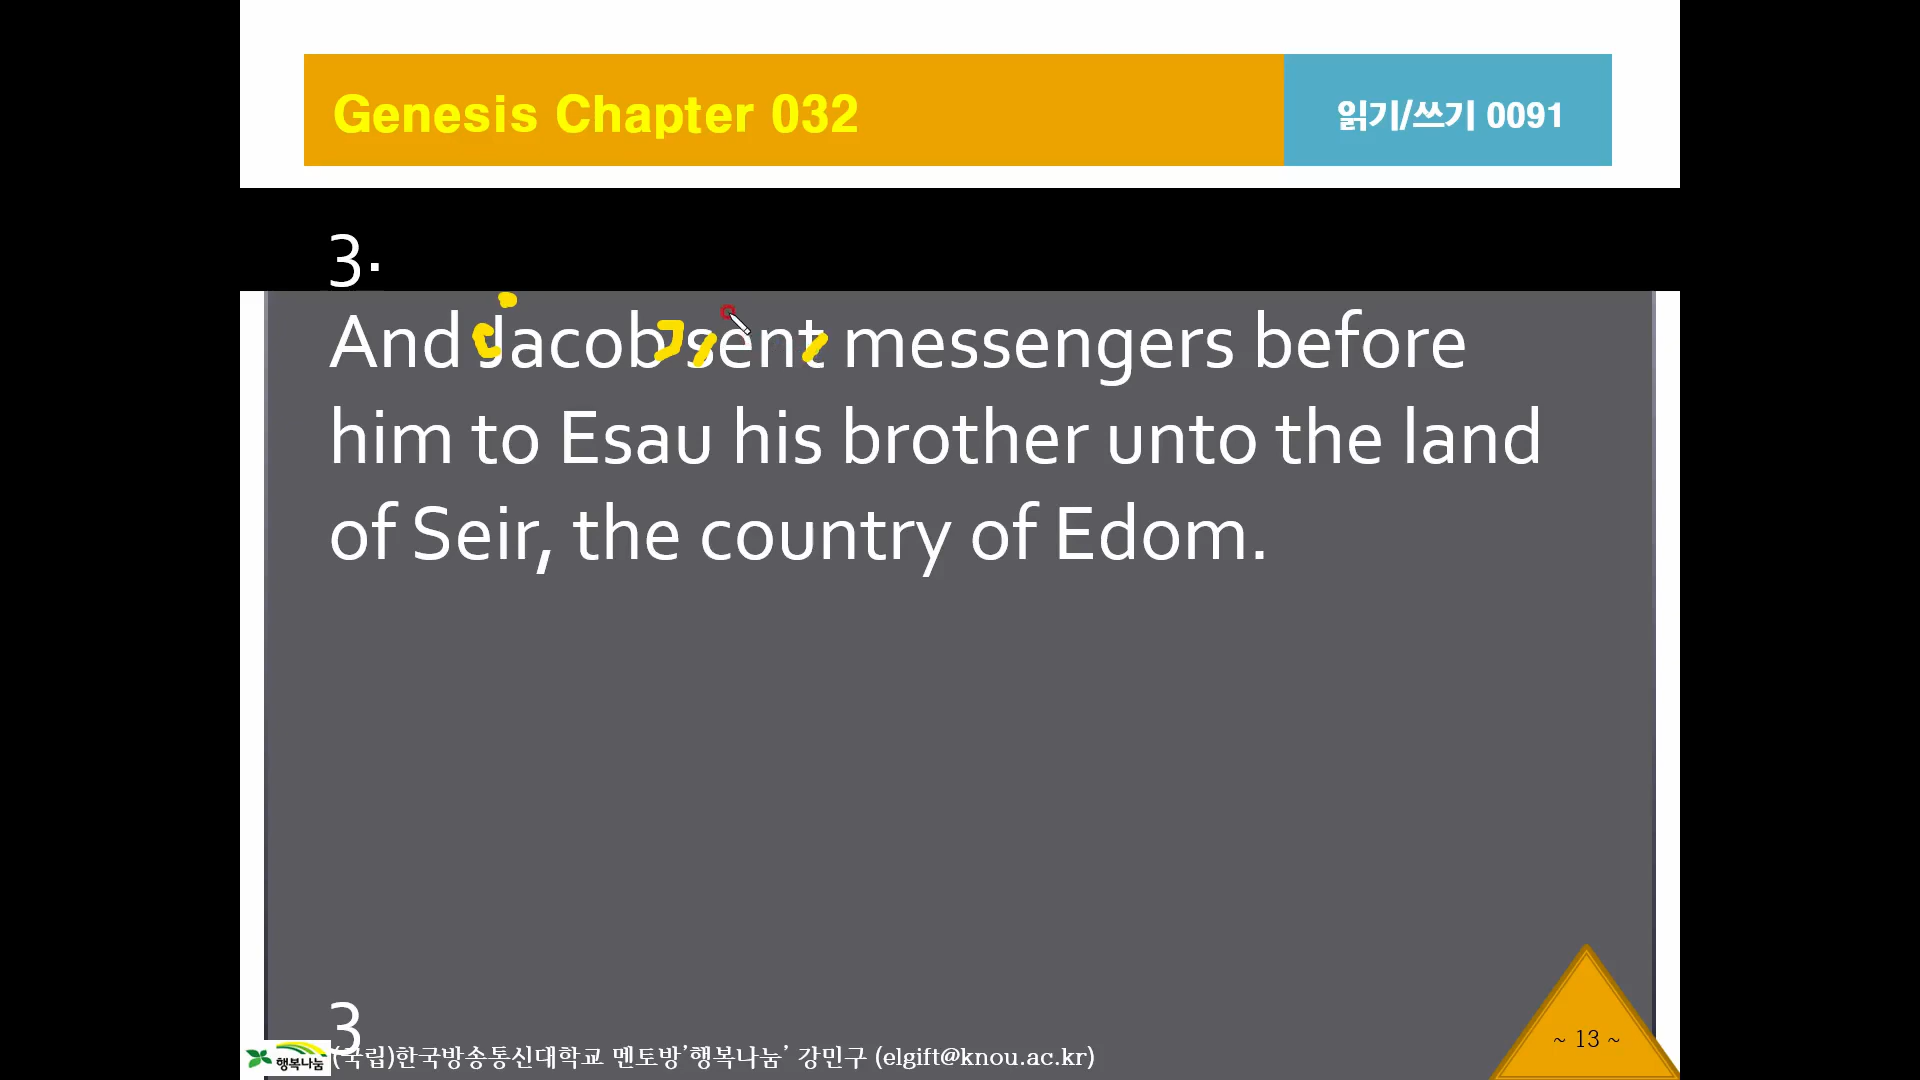 Genesis Chapter 032
읽기/쓰기 0091
3.
And Jacob sent messengers before
him to Esau his brother unto the land
of Seir, the country of Edom.
3
행복나눔
(국립)한국방송통신대학교 멘토방’행복나눔’ 강민구 (elgift@knou.ac.kr)
~ 13 ~